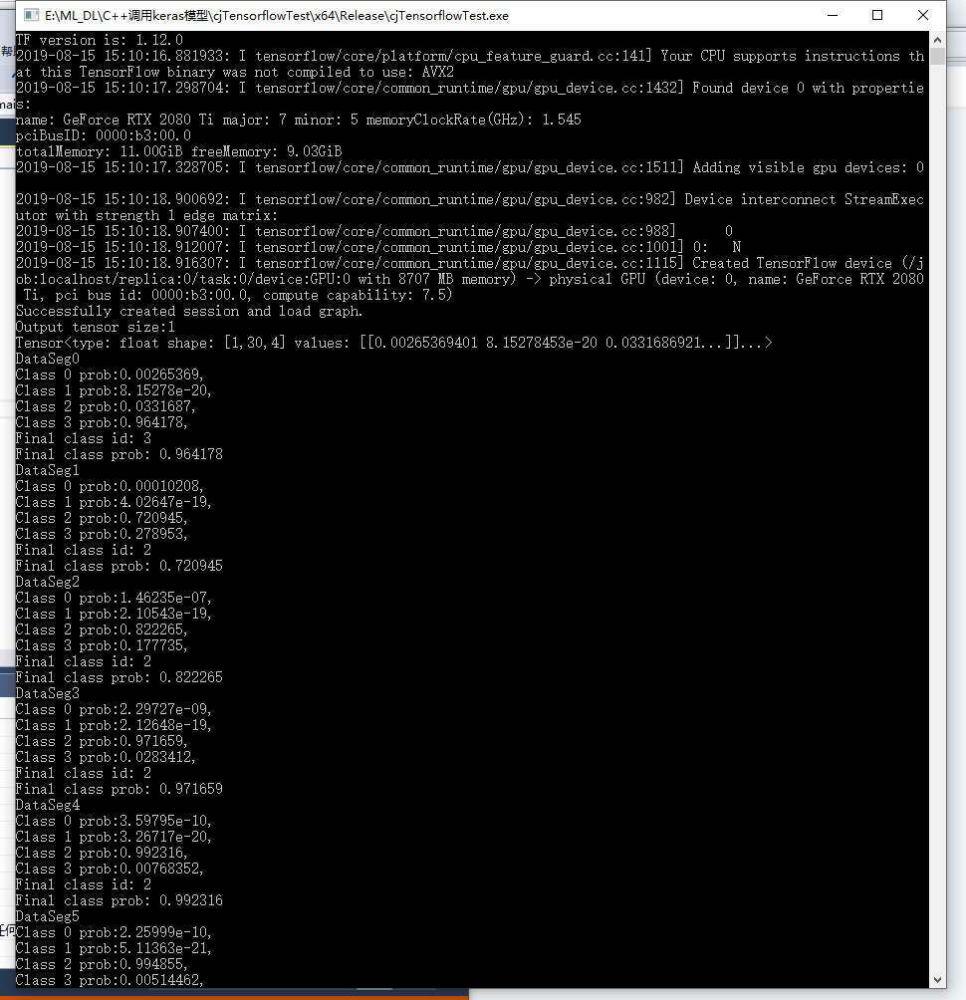 E:\ML_DL\C++调用keras模型\cjTensorflowTest\x64\Release\cjTensorflowTest.exe
TF version is: 1.12.0
2019-08-15 15:10:16.881933: I tensorflow/core/platform/cpu_feature_guard.cc:141] Your CPU supports instructions th
at this TensorFlow binary was not compiled to use: AVX2
2019-08-15 15:10:17.298704: I tensorflow/core/common_runtime/gpu/gpu_device.cc:1432] Found device 0 with propertie
s:
name: GeForce RTX 2080 Ti major: 7 minor: 5 memoryClockRate(GHz): 1.545
pciBusID: 0000:b3:00.0
totalMemory: 11.00GiB freeMemory: 9.03GiB
2019-08-15 15:10:17.328705: I tensorflow/core/common_runtime/gpu/gpu_device.cc:1511] Adding visible gpu devices: 0
2019-08-15 15:10:18.900692: I tensorflow/core/common_runtime/gpu/gpu_device.cc:982] Device interconnect StreamExec
utor with strength 1 edge matrix:
2019-08-15 15:10:18.907400: I tensorflow/core/common_runtime/gpu/gpu_device.cc:988]      0
2019-08-15 15:10:18.912007: I tensorflow/core/common_runtime/gpu/gpu_device.cc:1001] 0:   N
2019-08-15 15:10:18.916307: I tensorflow/core/common_runtime/gpu/gpu_device.cc:1115] Created TensorFlow device (/j
ob:localhost/replica:0/task:0/device:GPU:0 with 8707 MB memory) -> physical GPU (device: 0, name: GeForce RTX 2080
 Ti, pci bus id: 0000:b3:00.0, compute capability: 7.5)
Successfully created session and load graph.
Output tensor size:1
Tensor<type: float shape: [1,30,4] values: [[0.00265369401 8.15278453e-20 0.0331686921...]]...>
DataSeg0
Class 0 prob:0.00265369,
Class 1 prob:8.15278e-20,
Class 2 prob:0.0331687,
Class 3 prob:0.964178,
Final class id: 3
Final class prob: 0.964178
DataSeg1
Class 0 prob:0.00010208,
Class 1 prob:4.02647e-19,
Class 2 prob:0.720945,
Class 3 prob:0.278953,
Final class id: 2
Final class prob: 0.720945
DataSeg2
Class 0 prob:1.46235e-07,
Class 1 prob:2.10543e-19,
Class 2 prob:0.822265,
Class 3 prob:0.177735,
Final class id: 2
Final class prob: 0.822265
DataSeg3
Class 0 prob:2.29727e-09,
Class 1 prob:2.12648e-19,
Class 2 prob:0.971659,
Class 3 prob:0.0283412,
Final class id: 2
Final class prob: 0.971659
DataSeg4
Class 0 prob:3.59795e-10,
Class 1 prob:3.26717e-20,
Class 2 prob:0.992316,
Class 3 prob:0.00768352,
Final class id: 2
Final class prob: 0.992316
DataSeg5
Class 0 prob:2.25999e-10,
Class 1 prob:5.11363e-21,
Class 2 prob:0.994855,
Class 3 prob:0.00514462,